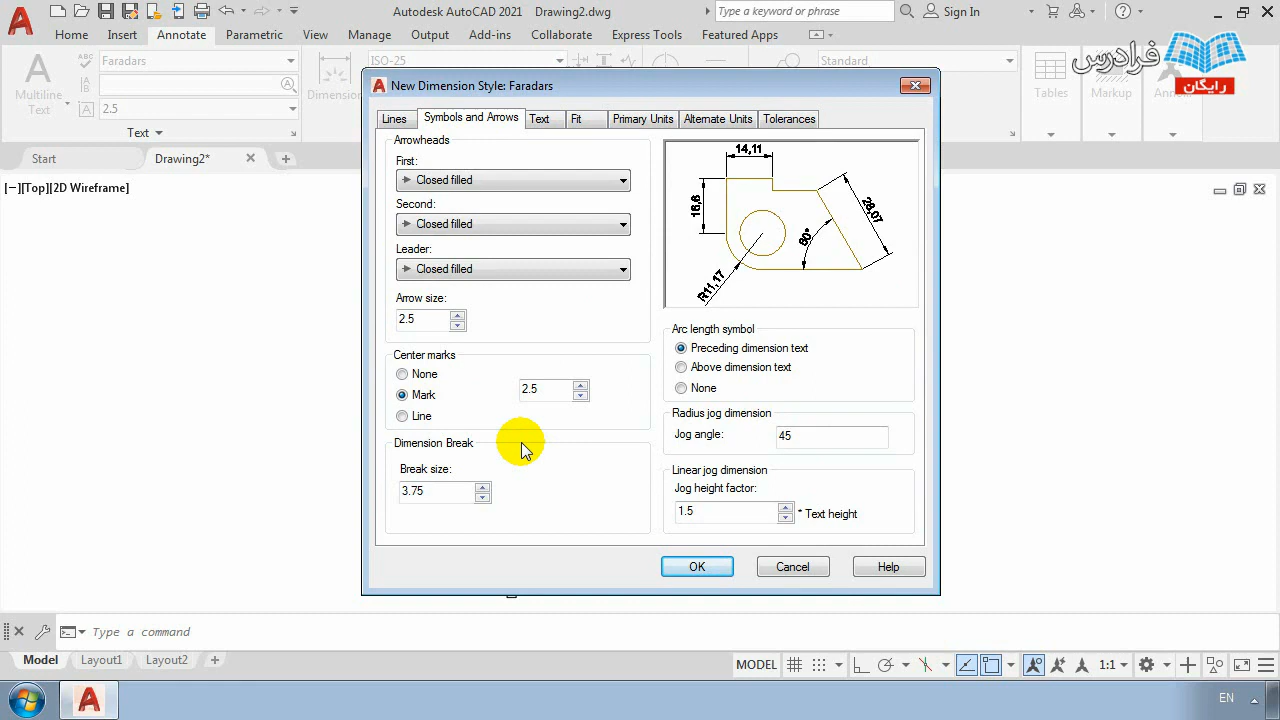 Autodesk AutoCAD 2021 Drawing2.dwg
Type a keyword or phrase
Sign In
Home Insert Annotate Parametric View Manage Output Add-ins Collaborate Express Tools Featured Apps
فرادرس
رایگان
Multiline
Text
Faradars
2.5
Text
Dimension
ISO-25
Standard
Tables
Markup
Start
Drawing2*
[−][Top][2D Wireframe]
New Dimension Style: Faradars
Lines
Symbols and Arrows
Text
Fit
Primary Units
Alternate Units
Tolerances
Arrowheads
First:
Closed filled
Second:
Closed filled
Leader:
Closed filled
Arrow size:
2.5
Center marks
None
Mark
2.5
Line
Dimension Break
Break size:
3.75
14,11
16,6
28,07
60°
R11,17
Arc length symbol
Preceding dimension text
Above dimension text
None
Radius jog dimension
Jog angle:
45
Linear jog dimension
Jog height factor:
1.5
* Text height
OK
Cancel
Help
Type a command
Model
Layout1
Layout2
MODEL
1:1
EN